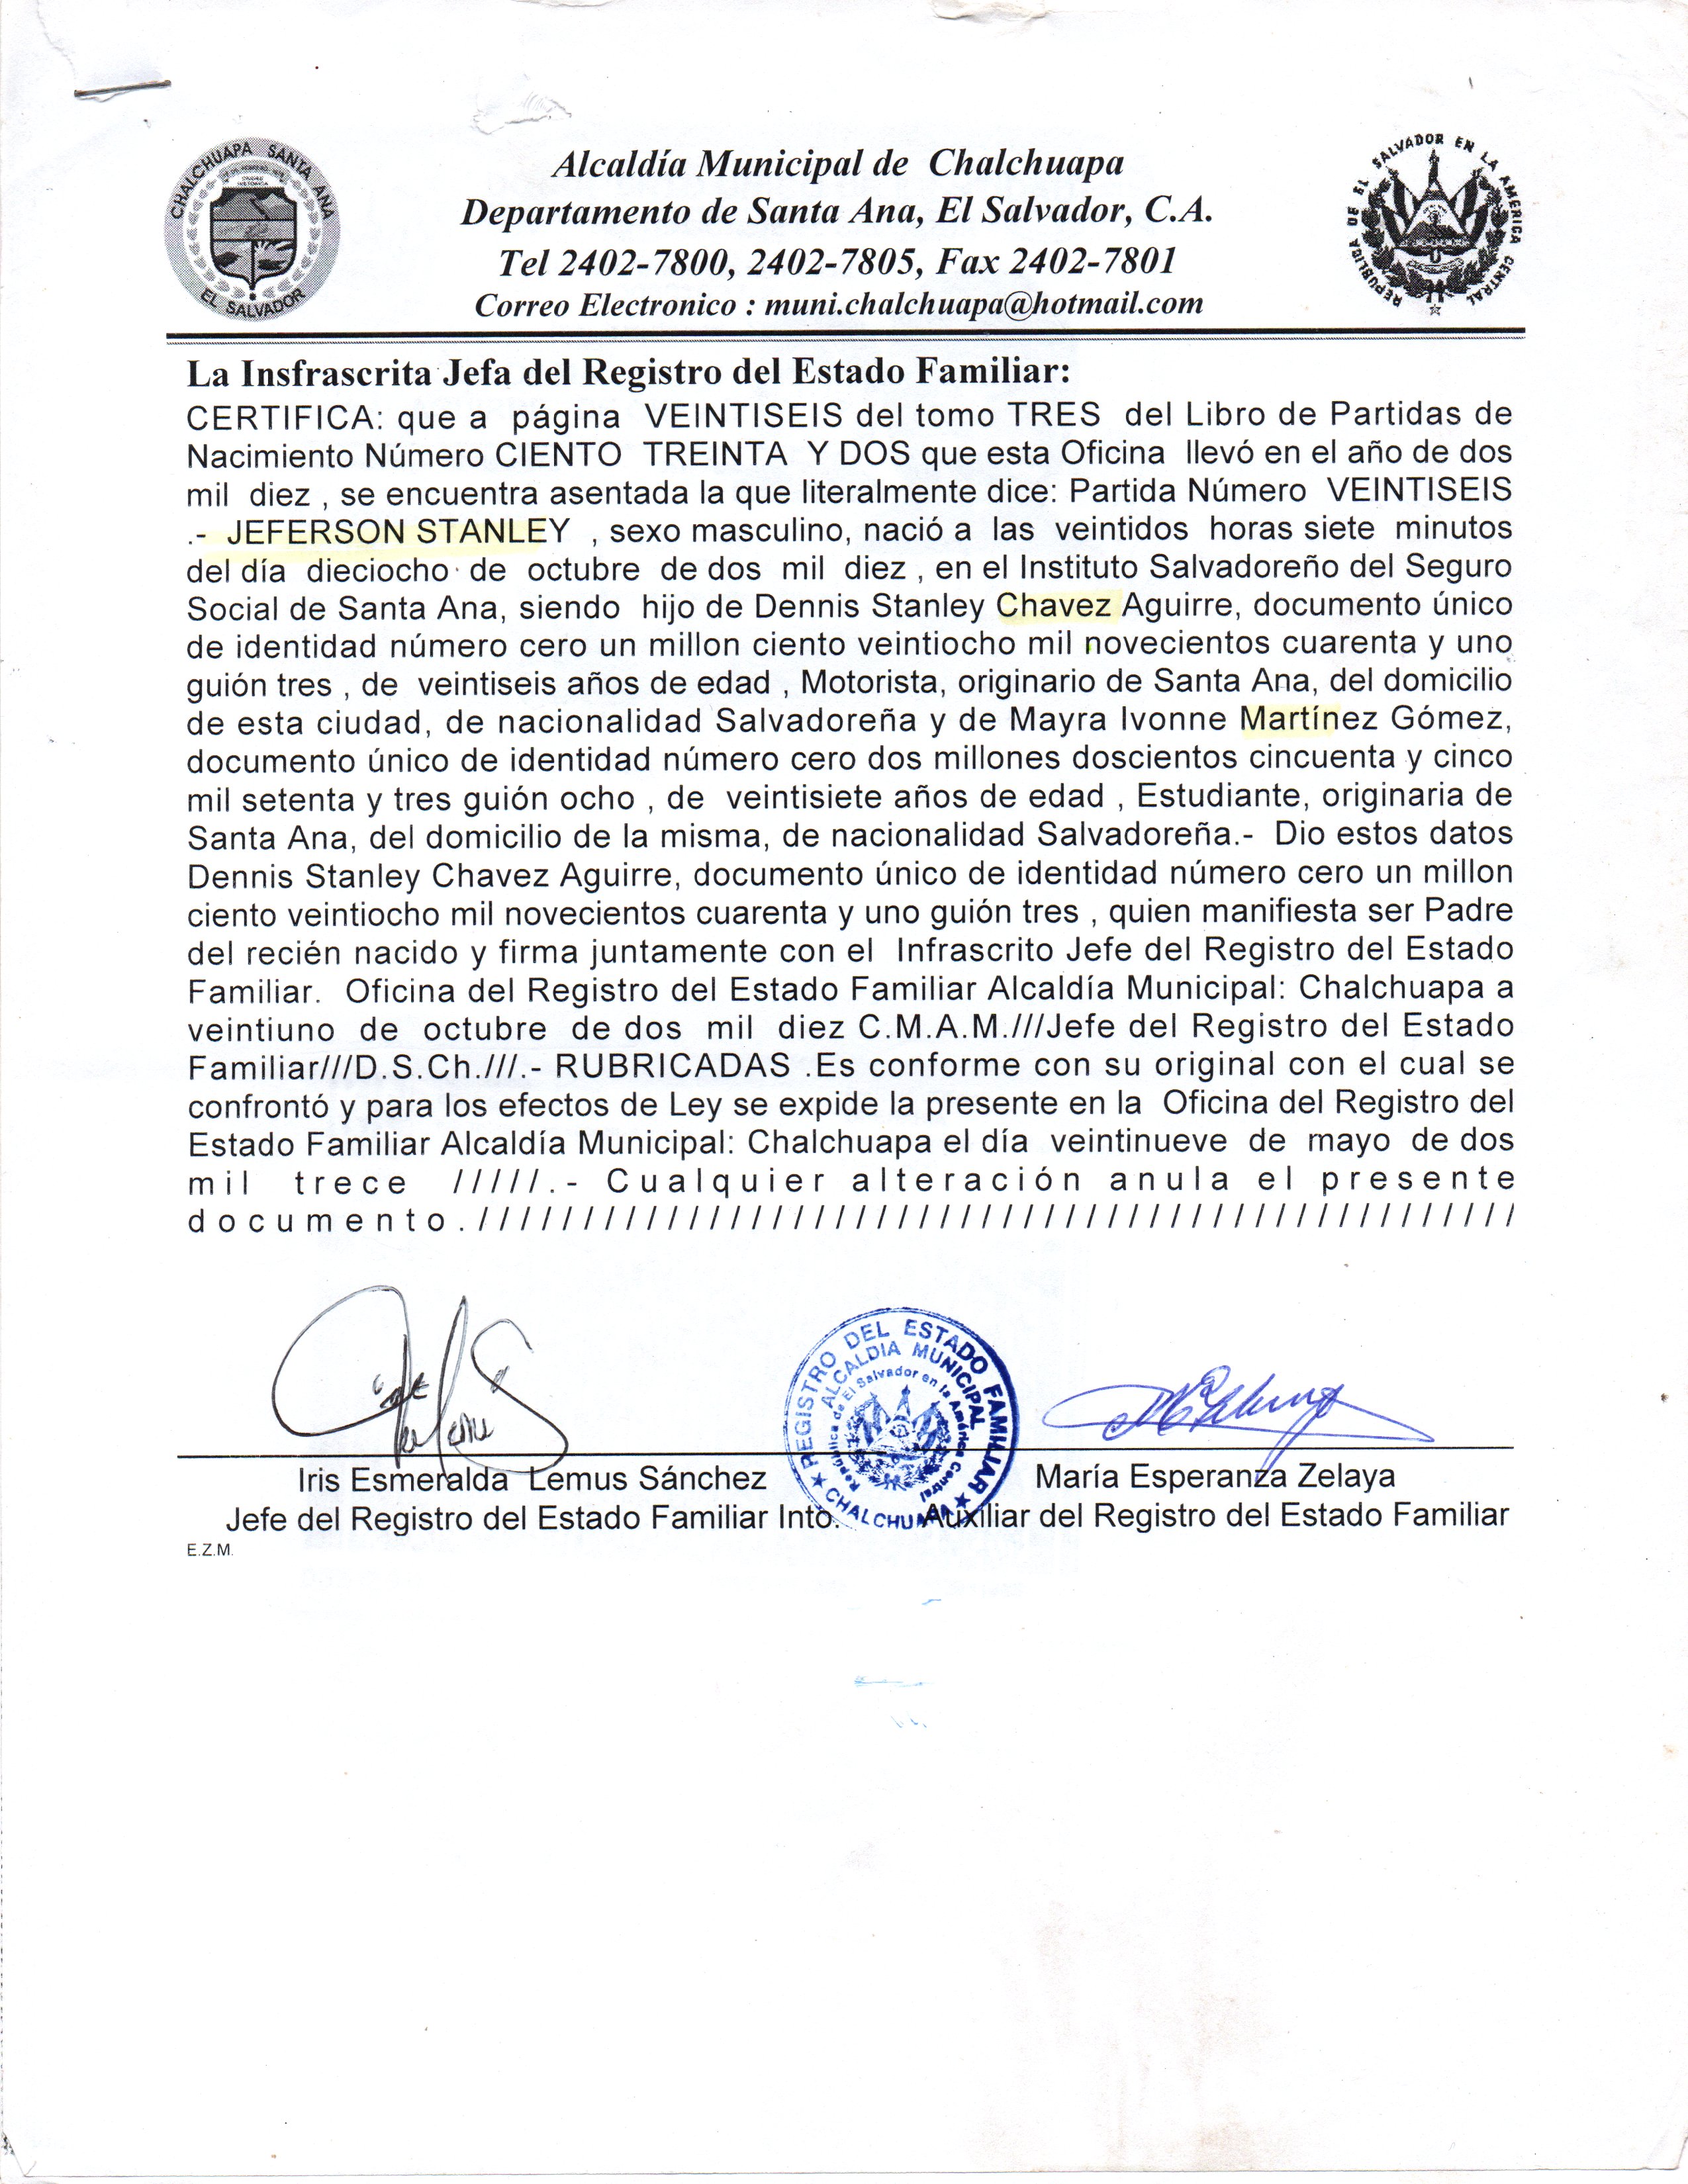 CHALCHUAPA SANTA ANA
EL SALVADOR
Alcaldía Municipal de Chalchuapa
Departamento de Santa Ana, El Salvador, C.A.
Tel 2402-7800, 2402-7805, Fax 2402-7801
Correo Electronico : muni.chalchuapa@hotmail.com
REPUBLICA DE EL SALVADOR EN LA AMERICA CENTRAL
La Insfrascrita Jefa del Registro del Estado Familiar:
CERTIFICA: que a página VEINTISEIS del tomo TRES del Libro de Partidas de
Nacimiento Número CIENTO TREINTA Y DOS que esta Oficina llevó en el año de dos
mil diez , se encuentra asentada la que literalmente dice: Partida Número VEINTISEIS
.- JEFERSON STANLEY , sexo masculino, nació a las veintidos horas siete minutos
del día dieciocho de octubre de dos mil diez , en el Instituto Salvadoreño del Seguro
Social de Santa Ana, siendo hijo de Dennis Stanley Chavez Aguirre, documento único
de identidad número cero un millon ciento veintiocho mil novecientos cuarenta y uno
guión tres , de veintiseis años de edad , Motorista, originario de Santa Ana, del domicilio
de esta ciudad, de nacionalidad Salvadoreña y de Mayra Ivonne Martínez Gómez,
documento único de identidad número cero dos millones doscientos cincuenta y cinco
mil setenta y tres guión ocho , de veintisiete años de edad , Estudiante, originaria de
Santa Ana, del domicilio de la misma, de nacionalidad Salvadoreña.- Dio estos datos
Dennis Stanley Chavez Aguirre, documento único de identidad número cero un millon
ciento veintiocho mil novecientos cuarenta y uno guión tres , quien manifiesta ser Padre
del recién nacido y firma juntamente con el Infrascrito Jefe del Registro del Estado
Familiar. Oficina del Registro del Estado Familiar Alcaldía Municipal: Chalchuapa a
veintiuno de octubre de dos mil diez C.M.A.M.///Jefe del Registro del Estado
Familiar///D.S.Ch.///.- RUBRICADAS .Es conforme con su original con el cual se
confrontó y para los efectos de Ley se expide la presente en la Oficina del Registro del
Estado Familiar Alcaldía Municipal: Chalchuapa el día veintinueve de mayo de dos
mil trece /////.- Cualquier alteración anula el presente
documento.//////////////////////////////////////////////////
REGISTRO DEL ESTADO FAMILIAR
ALCALDIA MUNICIPAL
República de El Salvador en la América Central
CHALCHUAPA
Iris Esmeralda Lemus Sánchez María Esperanza Zelaya
Jefe del Registro del Estado Familiar Into. Auxiliar del Registro del Estado Familiar
E.Z.M.